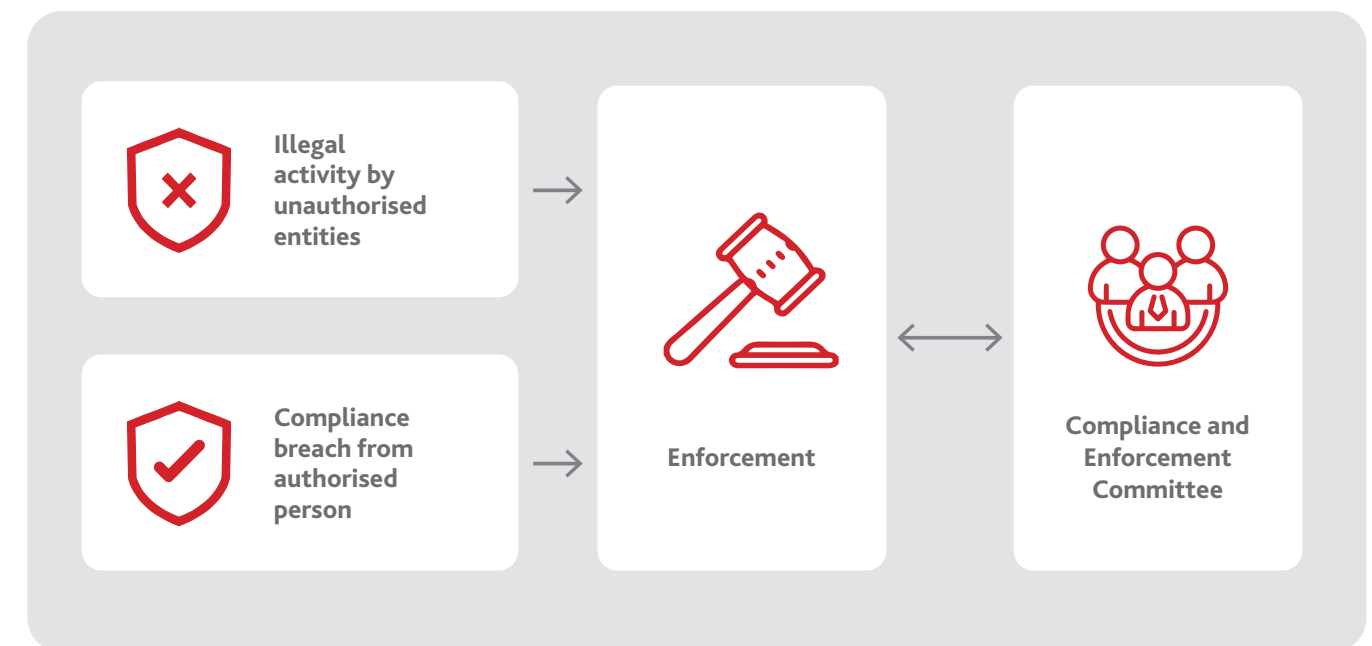 Illegal
activity by
unauthorised
entities
Compliance
breach from
authorised
person
Enforcement
Compliance and
Enforcement
Committee